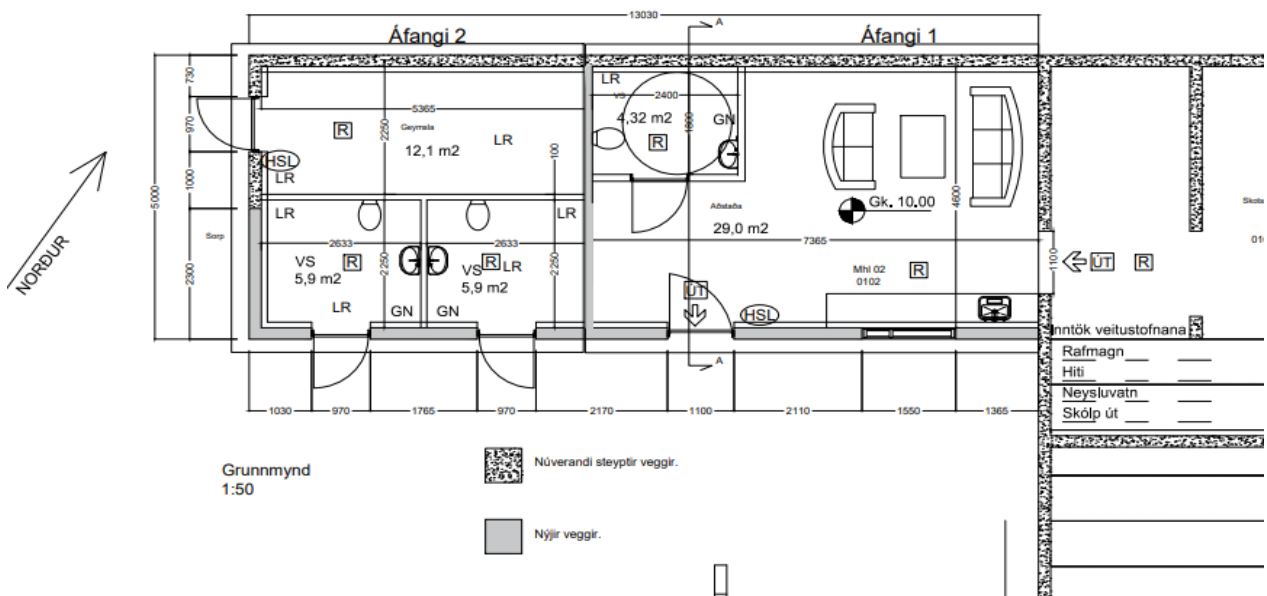 13030
A
Áfangi 2
Áfangi 1
5000
730
970
1000
2300
5365
2250
Geymsla
12,1 m2
R
LR
100
HSL
LR
LR
VS
2400
4,32 m2
GN
R
1800
Gk. 10.00
4600
Aðstaða
29,0 m2
7365
Mhl 02
0102
R
1100
ÚT
R
NORÐUR
Sorp
LR
LR
2633
2633
VS
5,9 m2
R
LR
GN
2250
VS
5,9 m2
R
LR
GN
2250
ÚT
HSL
A
Inntök veitustofnana
Rafmagn
Hiti
Neysluvatn
Skólp út
1030
970
1765
970
2170
1100
2110
1550
1365
Grunnmynd
1:50
Núverandi steyptir veggir.
Nýjir veggir.